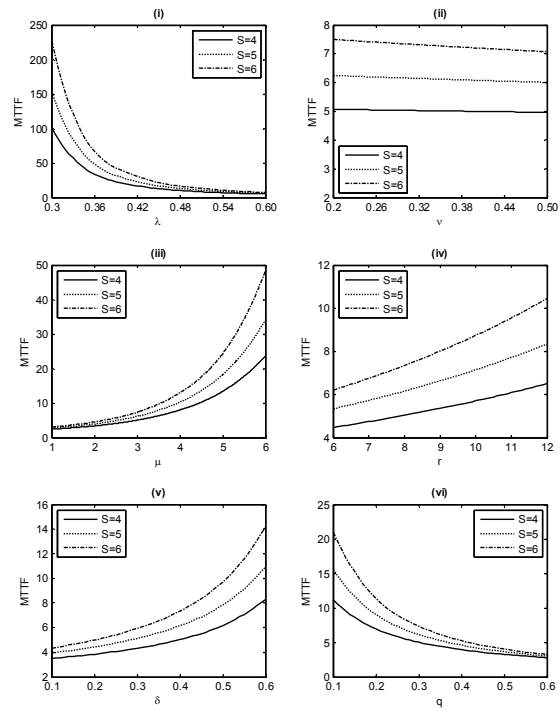 (i)
250
200
150
100
50
0
MTTF
0.3 0.36 0.42 0.48 0.54 0.60
λ
S=4
S=5
S=6
(ii)
8
7
6
5
4
3
2
MTTF
0.2 0.26 0.32 0.38 0.44 0.50
ν
S=4
S=5
S=6
(iii)
50
40
30
20
10
0
MTTF
1 2 3 4 5 6
μ
S=4
S=5
S=6
(iv)
12
10
8
6
4
MTTF
6 7 8 9 10 11 12
r
S=4
S=5
S=6
(v)
16
14
12
10
8
6
4
2
MTTF
0.1 0.2 0.3 0.4 0.5 0.6
δ
S=4
S=5
S=6
(vi)
25
20
15
10
5
0
MTTF
0.1 0.2 0.3 0.4 0.5 0.6
q
S=4
S=5
S=6